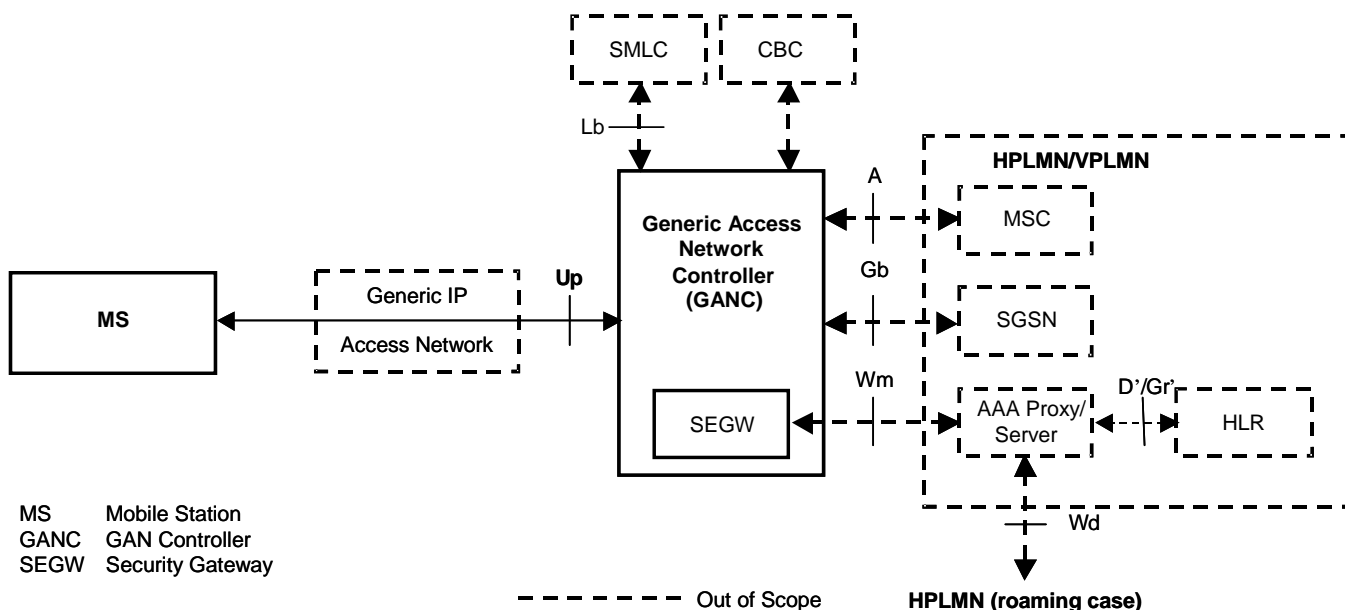 SMLC
CBC
Lb
HPLMN/VPLMN
A
MSC
Generic Access
Network
Controller
(GANC)
Gb
Up
Generic IP
MS
SGSN
Access Network
Wm
D’/Gr’
AAA Proxy/
Server
SEGW
HLR
MS Mobile Station
GANC GAN Controller
SEGW Security Gateway
Wd
Out of Scope
HPLMN (roaming case)